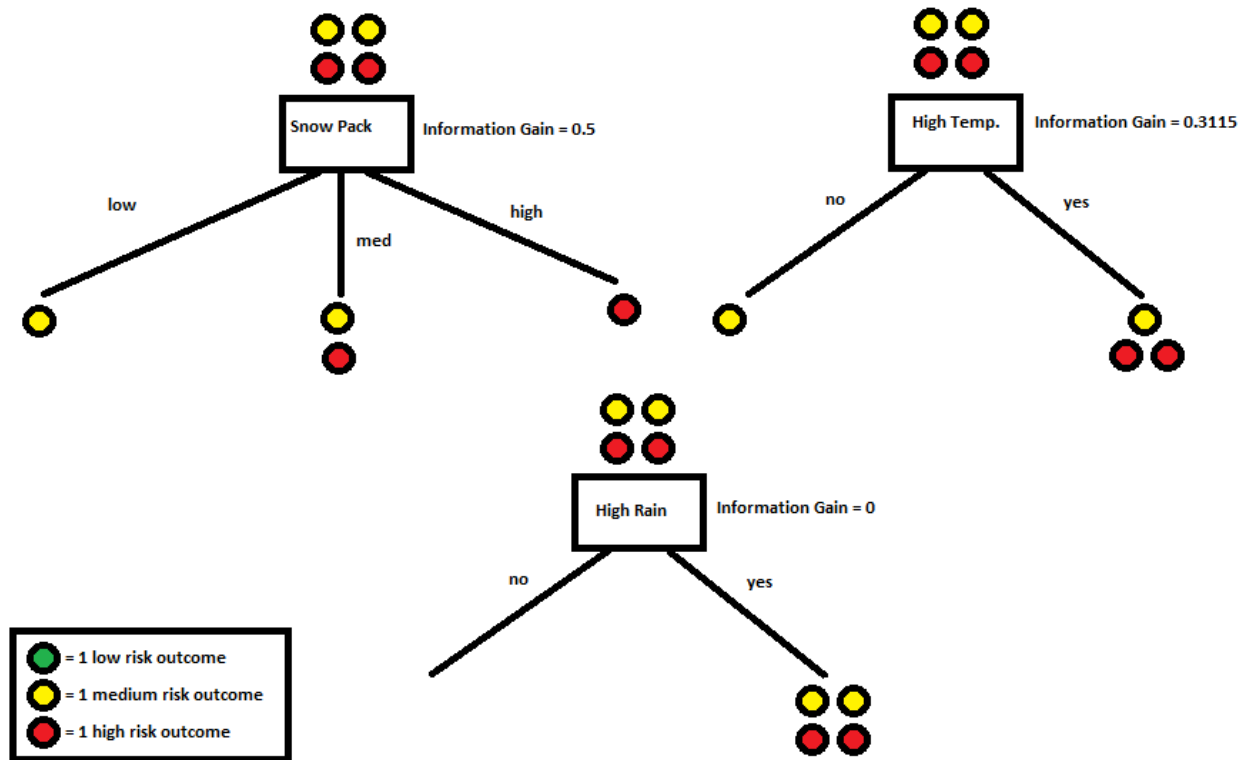 Snow Pack
Information Gain = 0.5
High Temp.
Information Gain = 0.3115
low
med
high
no
yes
High Rain
Information Gain = 0
no
yes
= 1 low risk outcome
= 1 medium risk outcome
= 1 high risk outcome